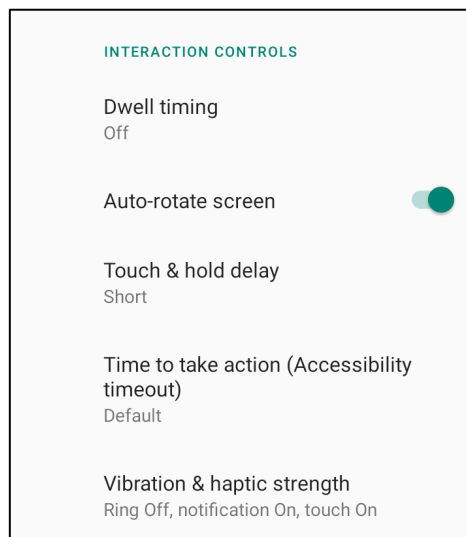 INTERACTION CONTROLS
Dwell timing
Off
Auto-rotate screen
Touch & hold delay
Short
Time to take action (Accessibility
timeout)
Default
Vibration & haptic strength
Ring Off, notification On, touch On